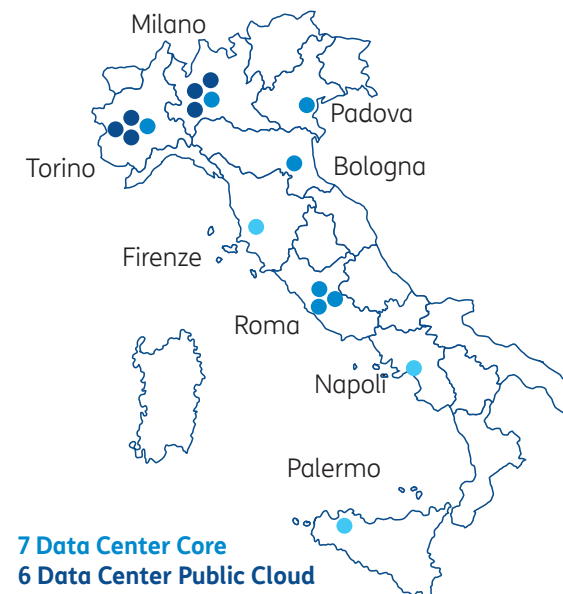 Milano
Padova
Torino
Bologna
Firenze
Roma
Napoli
Palermo
7 Data Center Core
6 Data Center Public Cloud